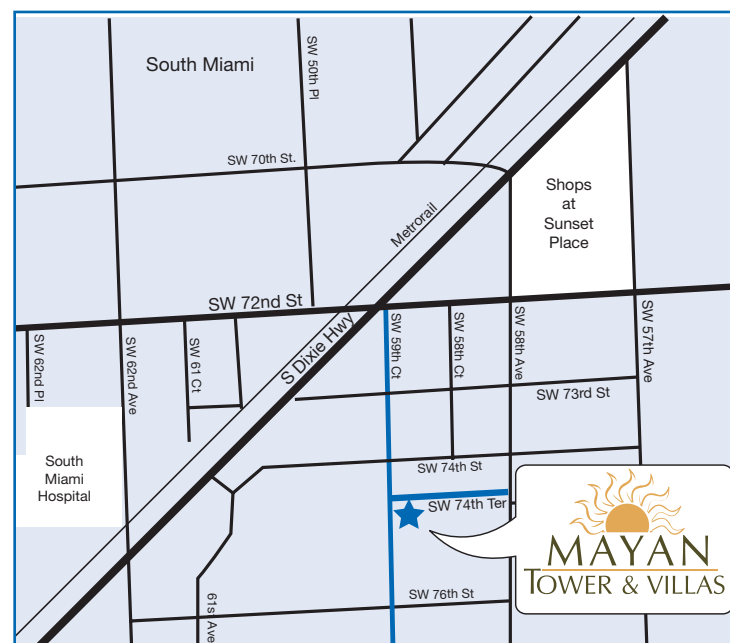 South Miami
SW 50th Pl
SW 70th St.
Metrorail
Shops
at
Sunset
Place
SW 72nd St
S Dixie Hwy
SW 62nd Pl
SW 62nd Ave
SW 61 Ct
SW 59th Ct
SW 58th Ct
SW 58th Ave
SW 57th Ave
SW 73rd St
South
Miami
Hospital
SW 74th St
SW 74th Ter
MAYAN
TOWER & VILLAS
SW 76th St
61st Ave